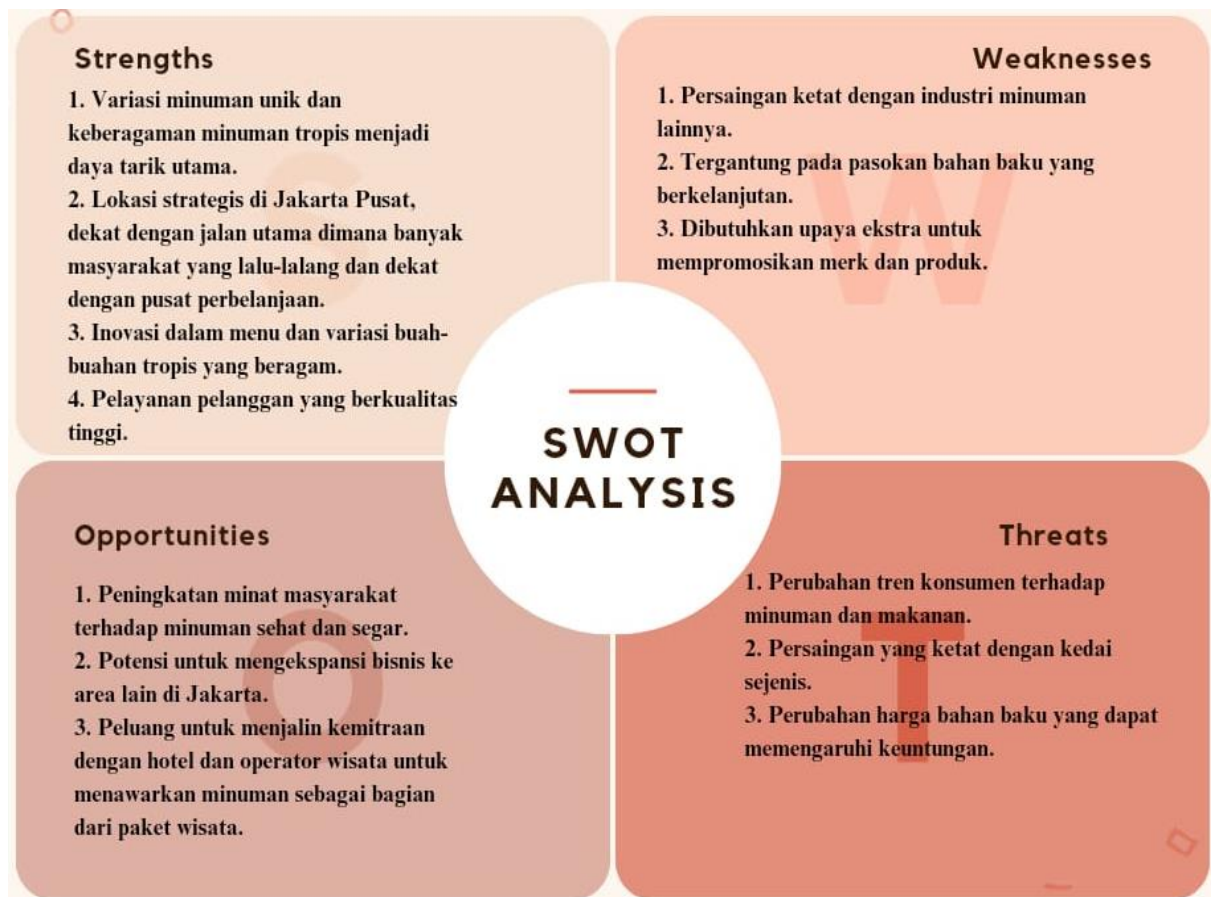 Strengths
1. Variasi minuman unik dan
keberagaman minuman tropis menjadi
daya tarik utama.
2. Lokasi strategis di Jakarta Pusat,
dekat dengan jalan utama dimana banyak
masyarakat yang lalu-lalang dan dekat
dengan pusat perbelanjaan.
3. Inovasi dalam menu dan variasi buah-
buahan tropis yang beragam.
4. Pelayanan pelanggan yang berkualitas
tinggi.
S
Weaknesses
1. Persaingan ketat dengan industri minuman
lainnya.
2. Tergantung pada pasokan bahan baku yang
berkelanjutan.
3. Dibutuhkan upaya ekstra untuk
mempromosikan merk dan produk.
W
SWOT
ANALYSIS
Opportunities
1. Peningkatan minat masyarakat
terhadap minuman sehat dan segar.
2. Potensi untuk mengekspansi bisnis ke
area lain di Jakarta.
3. Peluang untuk menjalin kemitraan
dengan hotel dan operator wisata untuk
menawarkan minuman sebagai bagian
dari paket wisata.
O
Threats
1. Perubahan tren konsumen terhadap
minuman dan makanan.
2. Persaingan yang ketat dengan kedai
sejenis.
3. Perubahan harga bahan baku yang dapat
memengaruhi keuntungan.
T